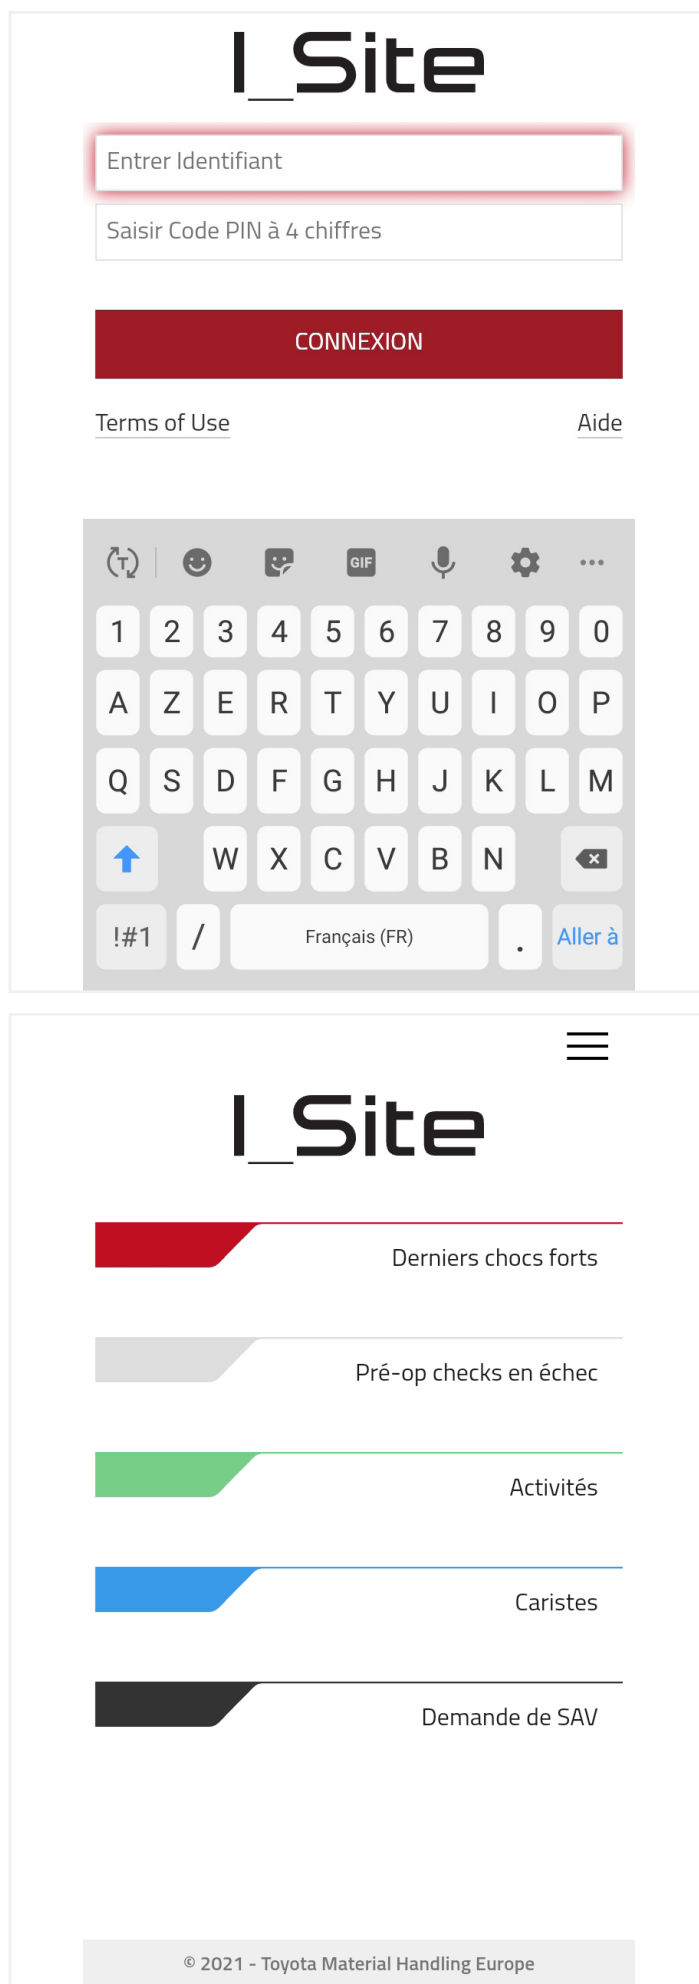 I_Site
Entrer Identifiant
Saisir Code PIN à 4 chiffres
CONNEXION
Terms of Use Aide
T GIF
1 2 3 4 5 6 7 8 9 0
A Z E R T Y U I O P
Q S D F G H J K L M
W X C V B N
!#1 / Français (FR) . Aller à
I_Site
Derniers chocs forts
Pré-op checks en échec
Activités
Caristes
Demande de SAV
© 2021 - Toyota Material Handling Europe